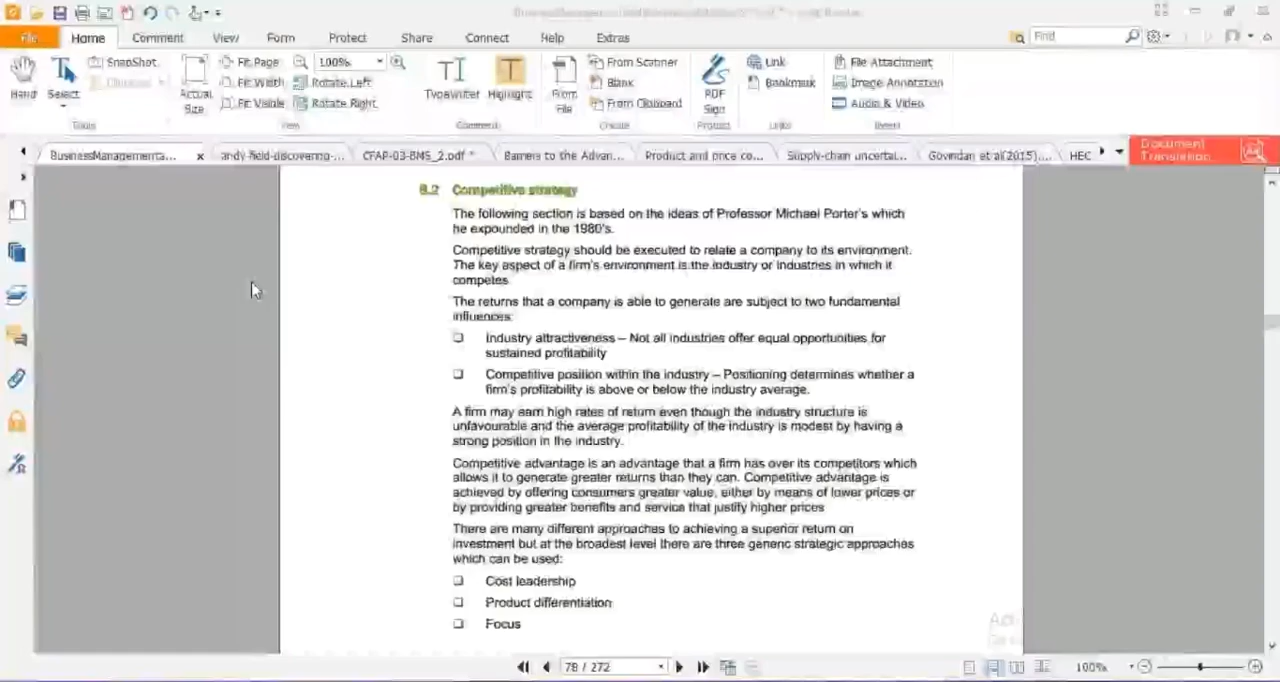 File Home Comment View Form Protect Share Connect Help Extras Find
SnapShot Fit Page 100% From Scanner Link File Attachment
Fit Width Rotate Left Blank Bookmark Image Annotation
Hand Select Actual Size Fit Visible Rotate Right Typewriter Highlight From File From Clipboard PDF Sign Audio & Video
Tools View Comment Create Protect Links Insert
BusinessManagementa... x andy-field-discovering-... CFAP-03-BMS_2.pdf * Barriers to the Advan... Product and price co... Supply-chain uncertai... Govindan et al(2015).... HEC Document
Translation
8.2 Competitive strategy
The following section is based on the ideas of Professor Michael Porter's which
he expounded in the 1980's.
Competitive strategy should be executed to relate a company to its environment.
The key aspect of a firm's environment is the industry or industries in which it
competes
The returns that a company is able to generate are subject to two fundamental
influences:
❑ Industry attractiveness – Not all industries offer equal opportunities for
sustained profitability
❑ Competitive position within the industry – Positioning determines whether a
firm's profitability is above or below the industry average.
A firm may earn high rates of return even though the industry structure is
unfavourable and the average profitability of the industry is modest by having a
strong position in the industry.
Competitive advantage is an advantage that a firm has over its competitors which
allows it to generate greater returns than they can. Competitive advantage is
achieved by offering consumers greater value, either by means of lower prices or
by providing greater benefits and service that justify higher prices
There are many different approaches to achieving a superior return on
investment but at the broadest level there are three generic strategic approaches
which can be used:
❑ Cost leadership
❑ Product differentiation
❑ Focus
78 / 272 100%